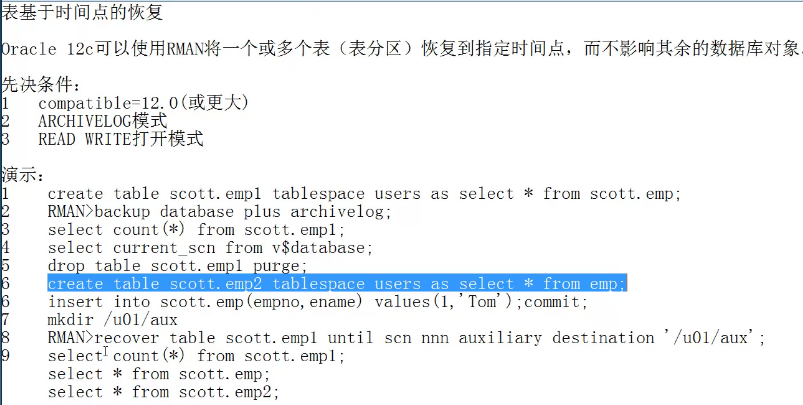 表基于时间点的恢复
Oracle 12c可以使用RMAN将一个或多个表（表分区）恢复到指定时间点，而不影响其余的数据库对象
先决条件：
1 compatible=12.0(或更大)
2 ARCHIVELOG模式
3 READ WRITE打开模式
演示：
1 create table scott.emp1 tablespace users as select * from scott.emp;
2 RMAN>backup database plus archivelog;
3 select count(*) from scott.emp1;
4 select current_scn from v$database;
5 drop table scott.emp1 purge;
6 create table scott.emp2 tablespace users as select * from emp;
6 insert into scott.emp(empno,ename) values(1,'Tom');commit;
7 mkdir /u01/aux
8 RMAN>recover table scott.emp1 until scn nnn auxiliary destination '/u01/aux';
9 select count(*) from scott.emp1;
select * from scott.emp;
select * from scott.emp2;